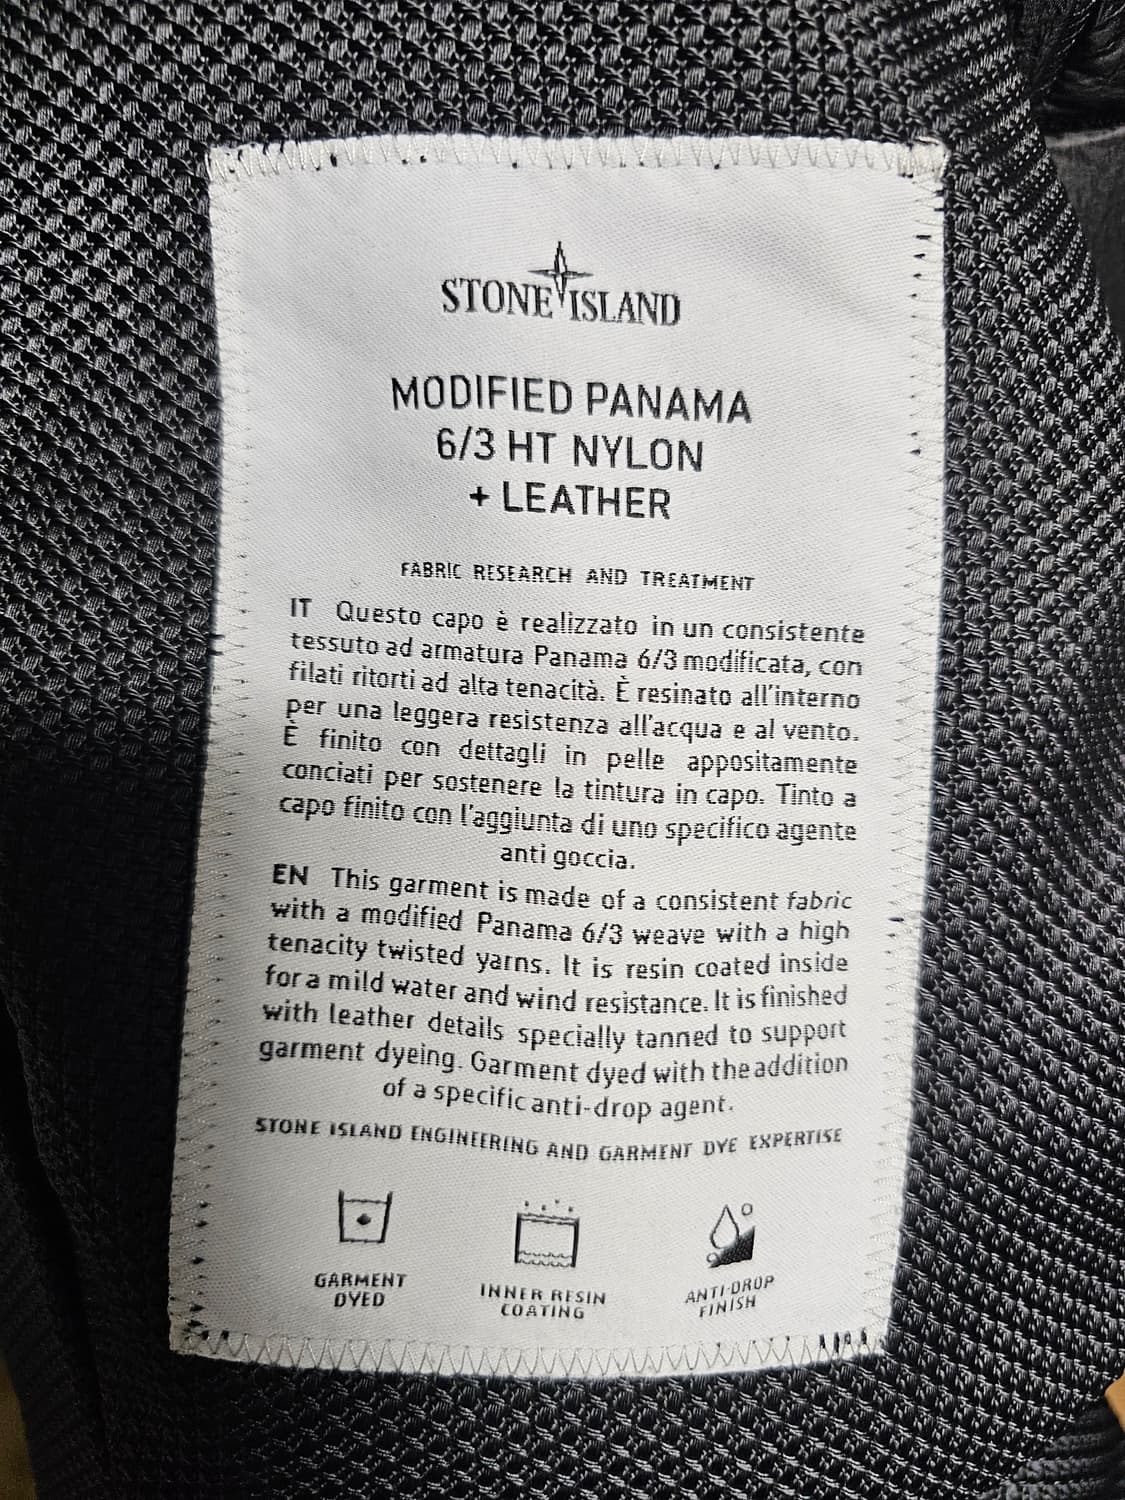 STONE ISLAND
MODIFIED PANAMA
6/3 HT NYLON
+ LEATHER
FABRIC RESEARCH AND TREATMENT
IT Questo capo è realizzato in un consistente
tessuto ad armatura Panama 6/3 modificata, con
filati ritorti ad alta tenacità. È resinato all'interno
per una leggera resistenza all'acqua e al vento.
È finito con dettagli in pelle appositamente
conciati per sostenere la tintura in capo. Tinto a
capo finito con l'aggiunta di uno specifico agente
anti goccia.
EN This garment is made of a consistent fabric
with a modified Panama 6/3 weave with a high
tenacity twisted yarns. It is resin coated inside
for a mild water and wind resistance. It is finished
with leather details specially tanned to support
garment dyeing. Garment dyed with the addition
of a specific anti-drop agent.
STONE ISLAND ENGINEERING AND GARMENT DYE EXPERTISE
GARMENT
DYED
INNER RESIN
COATING
ANTI-DROP
FINISH